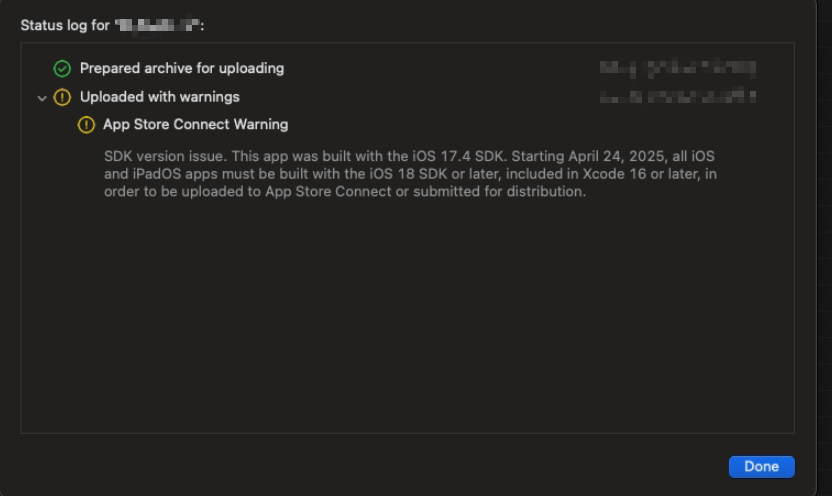 Status log for "":
Prepared archive for uploading
Uploaded with warnings
App Store Connect Warning
SDK version issue. This app was built with the iOS 17.4 SDK. Starting April 24, 2025, all iOS
and iPadOS apps must be built with the iOS 18 SDK or later, included in Xcode 16 or later, in
order to be uploaded to App Store Connect or submitted for distribution.
Done